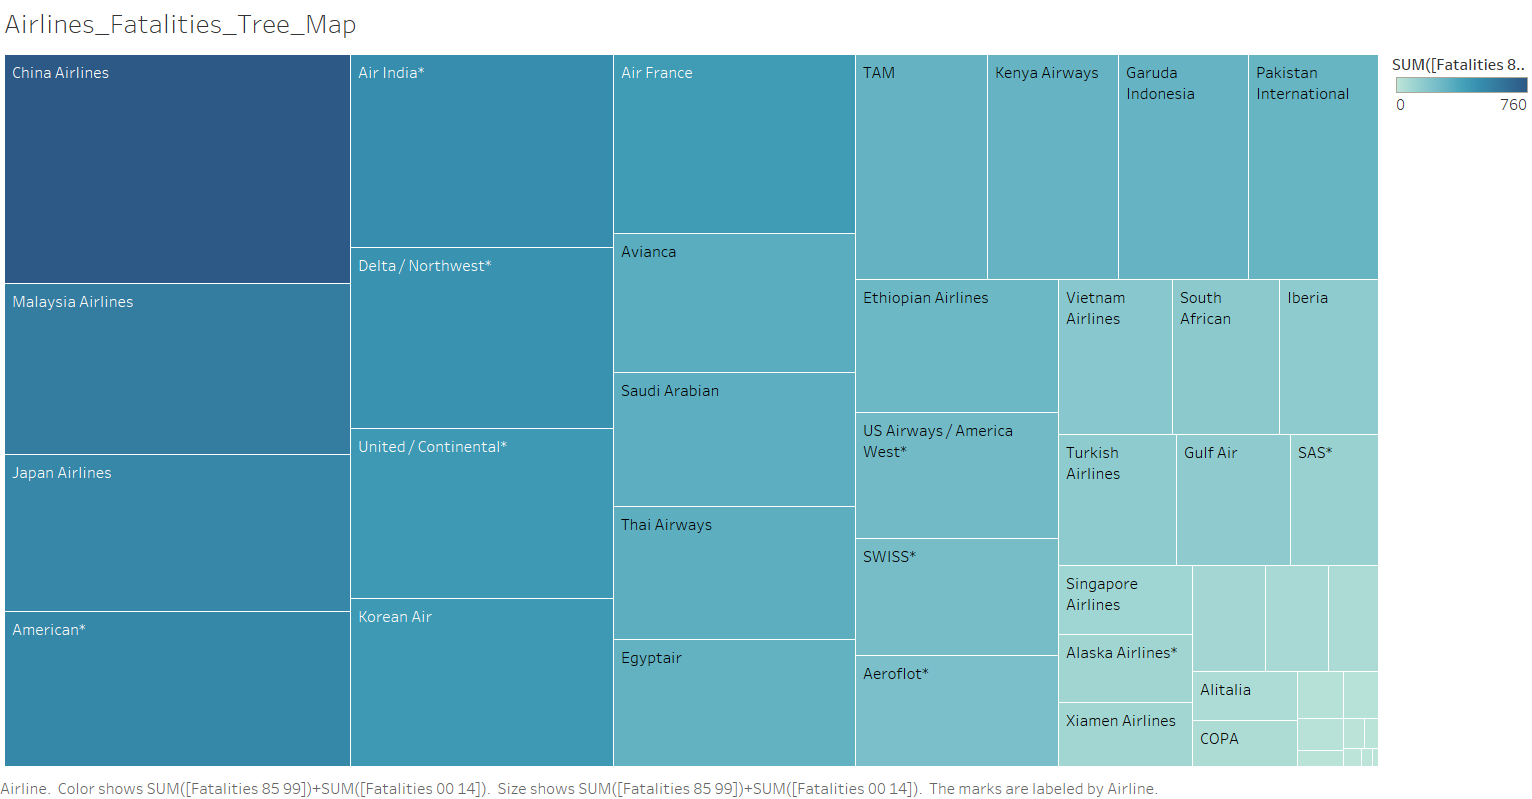 Airlines_Fatalities_Tree_Map
China Airlines
Malaysia Airlines
Japan Airlines
American*
Air India*
Delta / Northwest*
United / Continental*
Korean Air
Air France
Avianca
Saudi Arabian
Thai Airways
Egyptair
TAM
Kenya Airways
Garuda
Indonesia
Pakistan
International
Ethiopian Airlines
US Airways / America
West*
SWISS*
Aeroflot*
Vietnam
Airlines
South
African
Iberia
Turkish
Airlines
Gulf Air
SAS*
Singapore
Airlines
Alaska Airlines*
Xiamen Airlines
Alitalia
COPA
SUM([Fatalities 8..
0 760
Airline.  Color shows SUM([Fatalities 85 99])+SUM([Fatalities 00 14]).  Size shows SUM([Fatalities 85 99])+SUM([Fatalities 00 14]).  The marks are labeled by Airline.